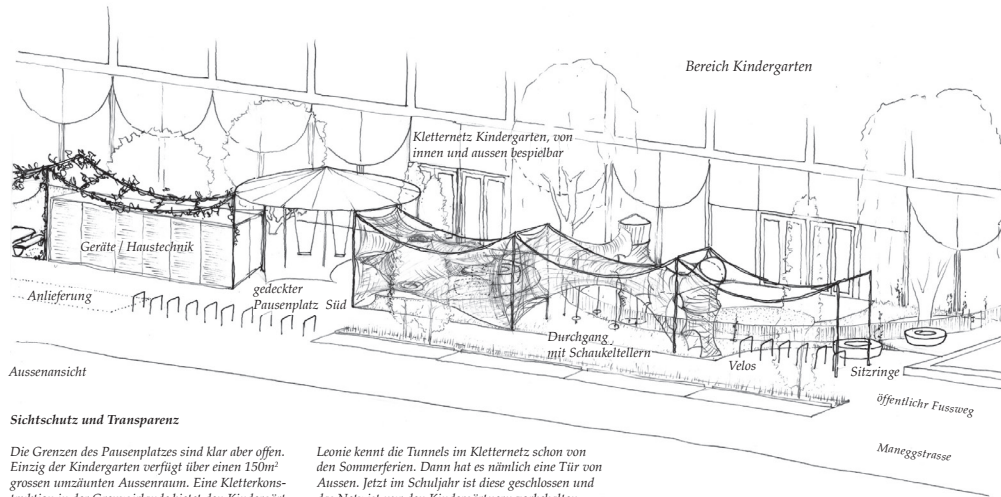 Bereich Kindergarten
Kletternetz Kindergarten, von
innen und aussen bespielbar
Geräte / Haustechnik
Anlieferung
gedeckter
Pausenplatz Süd
Durchgang
mit Schaukeltellern
Velos
Sitzringe
öffentlichr Fussweg
Maneggstrasse
Aussenansicht
Sichtschutz und Transparenz
Die Grenzen des Pausenplatzes sind klar aber offen.
Einzig der Kindergarten verfügt über einen 150m²
grossen umzäunten Aussenraum. Eine Kletterkons-
Leonie kennt die Tunnels im Kletternetz schon von
den Sommerferien. Dann hat es nämlich eine Tür von
Aussen. Jetzt im Schuljahr ist diese geschlossen und